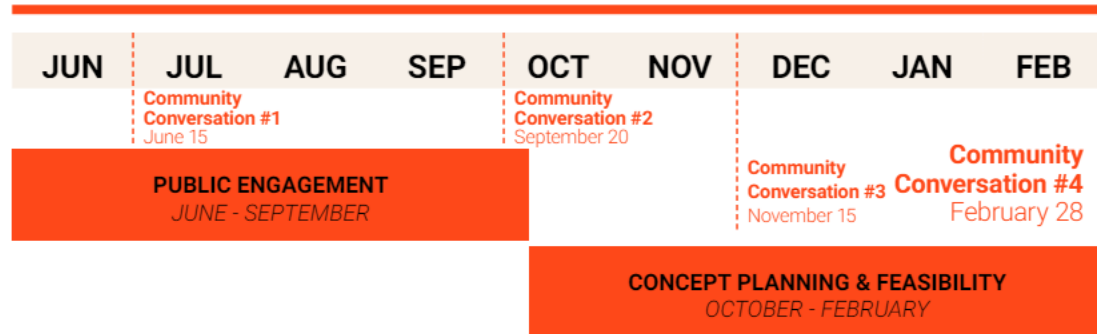 JUN JUL AUG SEP OCT NOV DEC JAN FEB
Community
Conversation #1
June 15
Community
Conversation #2
September 20
Community
Conversation #3
November 15
Community
Conversation #4
February 28
PUBLIC ENGAGEMENT
JUNE - SEPTEMBER
CONCEPT PLANNING & FEASIBILITY
OCTOBER - FEBRUARY